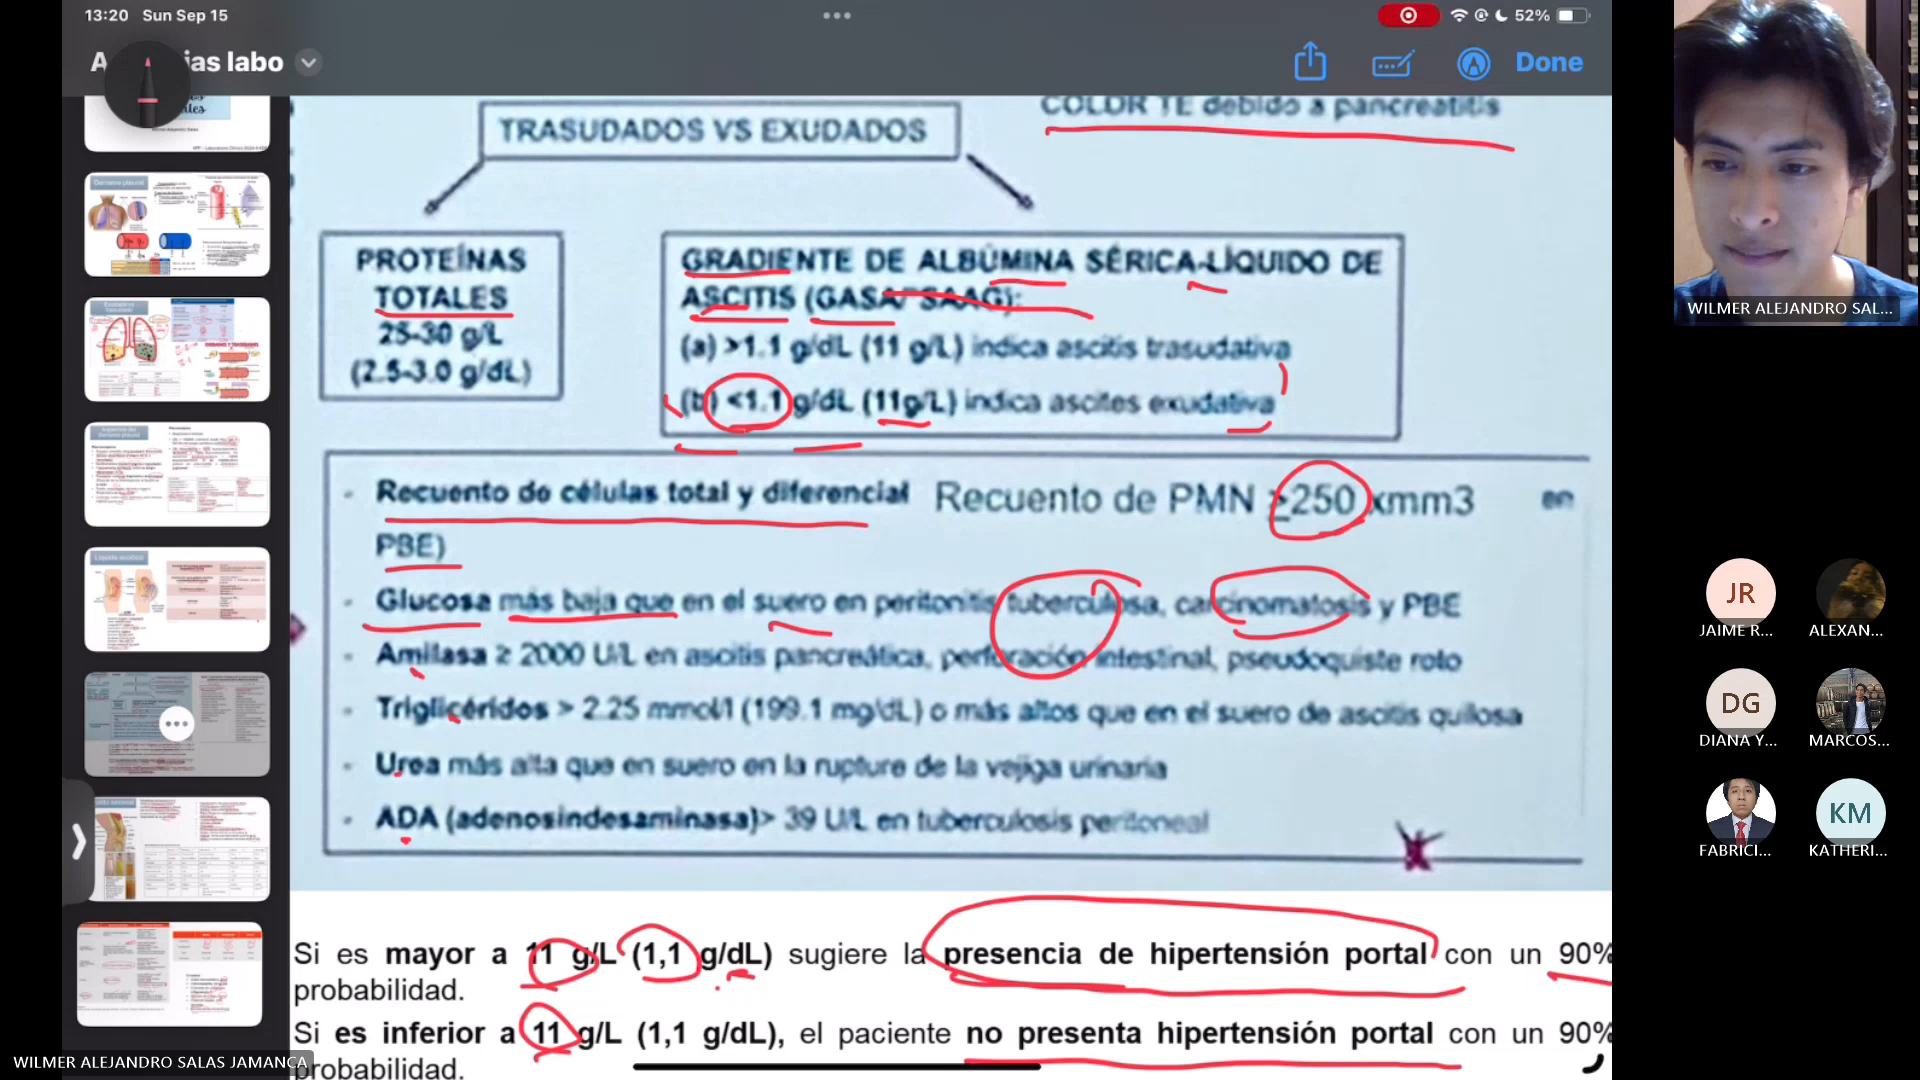 13:20 Sun Sep 15
52%
ias labo
Done
COLOR TE debido a pancreatitis
TRASUDADOS VS EXUDADOS
PROTEÍNAS
TOTALES
25-30 g/L
(2.5-3.0 g/dL)
GRADIENTE DE ALBÚMINA SÉRICA-LÍQUIDO DE
ASCITIS (GASA/"SAAG):
(a) >1.1 g/dL (11 g/L) indica ascitis trasudativa
(b) <1.1 g/dL (11g/L) indica ascites exudativa
- Recuento de células total y diferencial Recuento de PMN ≥250 xmm3 en
PBE)
- Glucosa más baja que en el suero en peritonitis tuberculosa, carcinomatosis y PBE
- Amilasa ≥ 2000 U/L en ascitis pancreática, perforación intestinal, pseudoquiste roto
- Triglicéridos > 2.25 mmol/l (199.1 mg/dL) o más altos que en el suero de ascitis quilosa
- Urea más alta que en suero en la rupture de la vejiga urinaria
- ADA (adenosindesaminasa)> 39 U/L en tuberculosis peritoneal
Si es mayor a 11 g/L (1,1 g/dL) sugiere la presencia de hipertensión portal con un 90%
probabilidad.
Si es inferior a 11 g/L (1,1 g/dL), el paciente no presenta hipertensión portal con un 90%
probabilidad.
WILMER ALEJANDRO SALAS JAMANCA
WILMER ALEJANDRO SAL...
JR
JAIME R...
ALEXAN...
DG
DIANA Y...
MARCOS...
FABRICI...
KM
KATHERI...